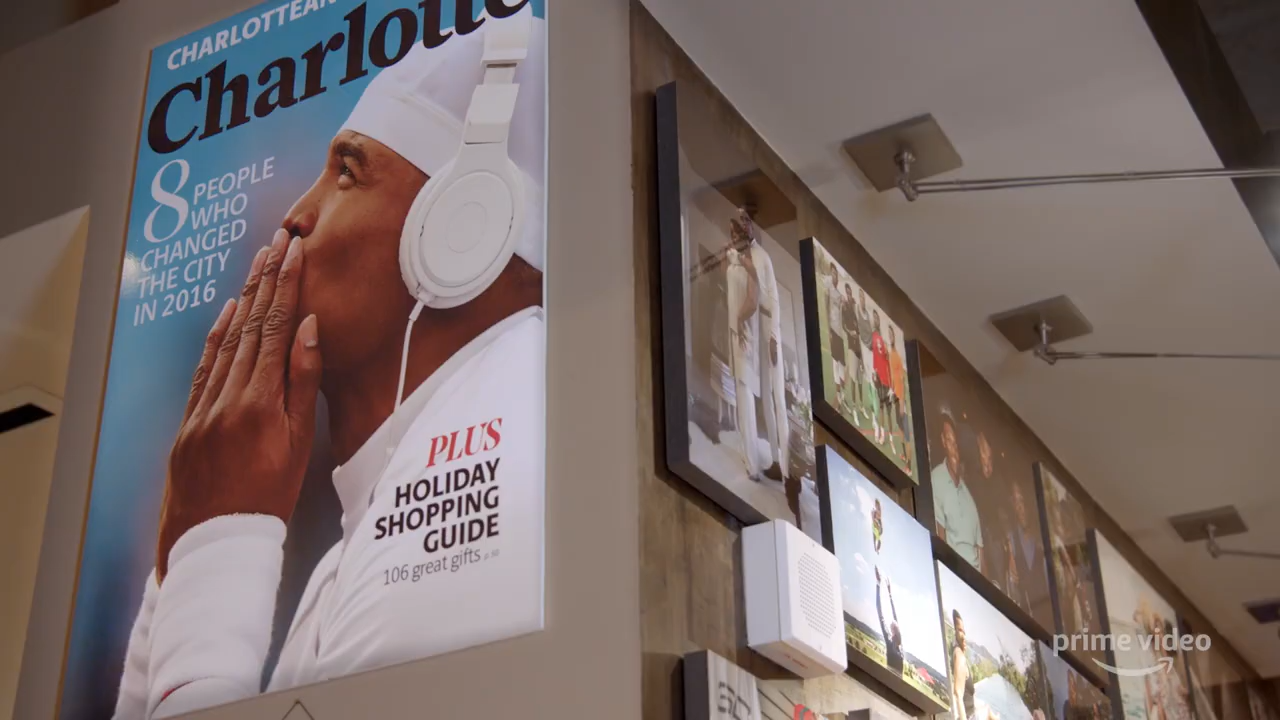 CHARLOTTEAN
Charlotte
8 PEOPLE
WHO
CHANGED
THE CITY
IN 2016
PLUS
HOLIDAY
SHOPPING
GUIDE
106 great gifts p. 50
prime video